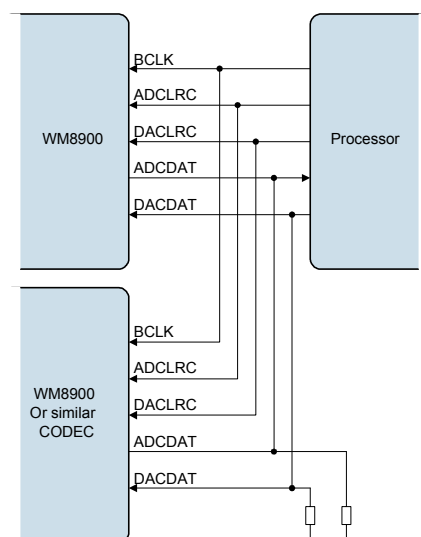 BCLK
ADCLRC
DACLRC
WM8900
Processor
ADCDAT
DACDAT
BCLK
ADCLRC
DACLRC
WM8900
Or similar
CODEC
ADCDAT
DACDAT